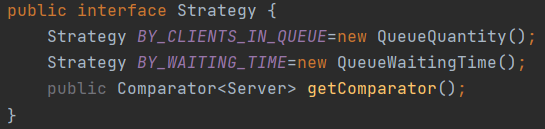 public interface Strategy {
    Strategy BY_CLIENTS_IN_QUEUE=new QueueQuantity();
    Strategy BY_WAITING_TIME=new QueueWaitingTime();
    public Comparator<Server> getComparator();
}